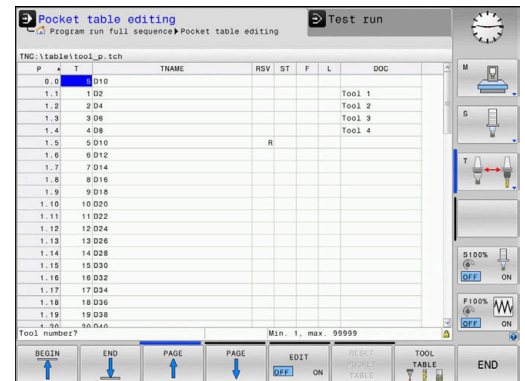 Pocket table editing
Program run full sequence Pocket table editing
Test run
TNC:\table\tool_p.tch
P T TNAME RSV ST F L DOC
0.0 5 D10
1.1 1 D2 Tool 1
1.2 2 D4 Tool 2
1.3 3 D6 Tool 3
1.4 4 D8 Tool 4
1.5 5 D10 R
1.6 6 D12
1.7 7 D14
1.8 8 D16
1.9 9 D18
1.10 10 D20
1.11 11 D22
1.12 12 D24
1.13 13 D26
1.14 14 D28
1.15 15 D30
1.16 16 D32
1.17 17 D34
1.18 18 D36
1.19 19 D38
1.20 20 D40
Tool number? Min. 1, max. 99999
M
S
T
S100%
OFF ON
F100%
OFF ON
BEGIN
END
PAGE
PAGE
EDIT
OFF ON
RESET
POCKET
TABLE
TOOL
TABLE
END